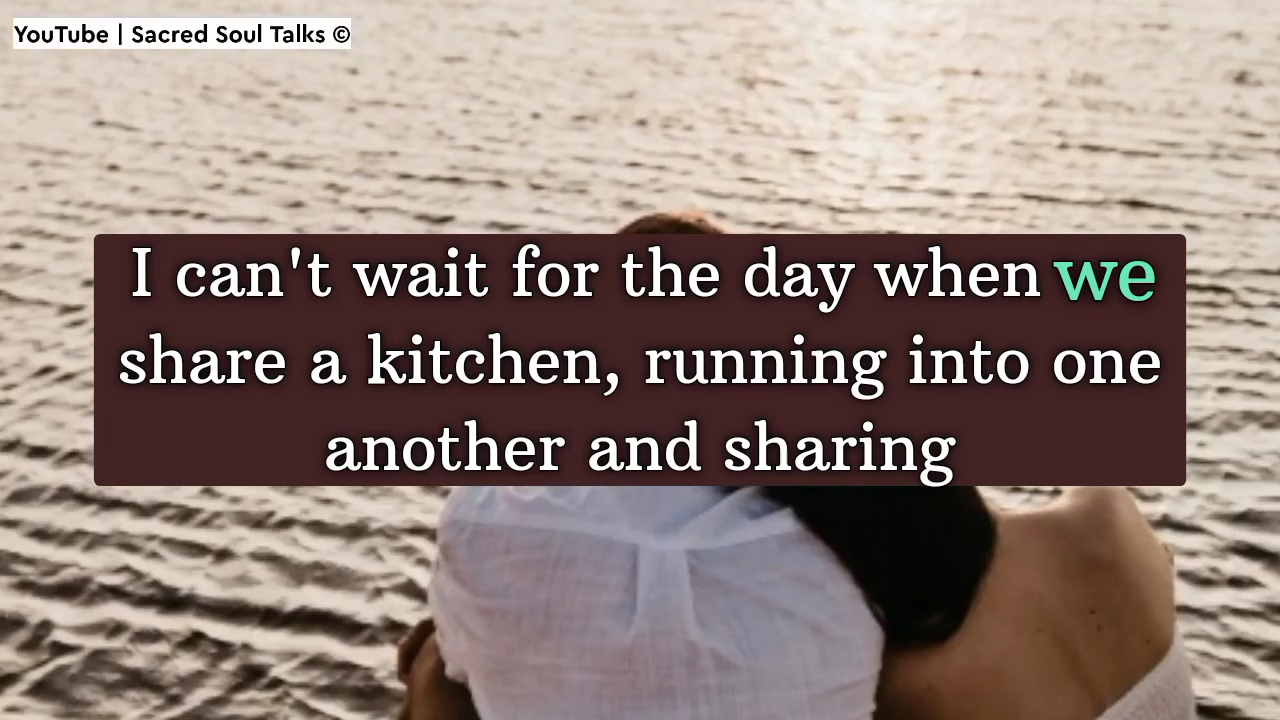 YouTube | Sacred Soul Talks ©
I can't wait for the day when we
share a kitchen, running into one
another and sharing